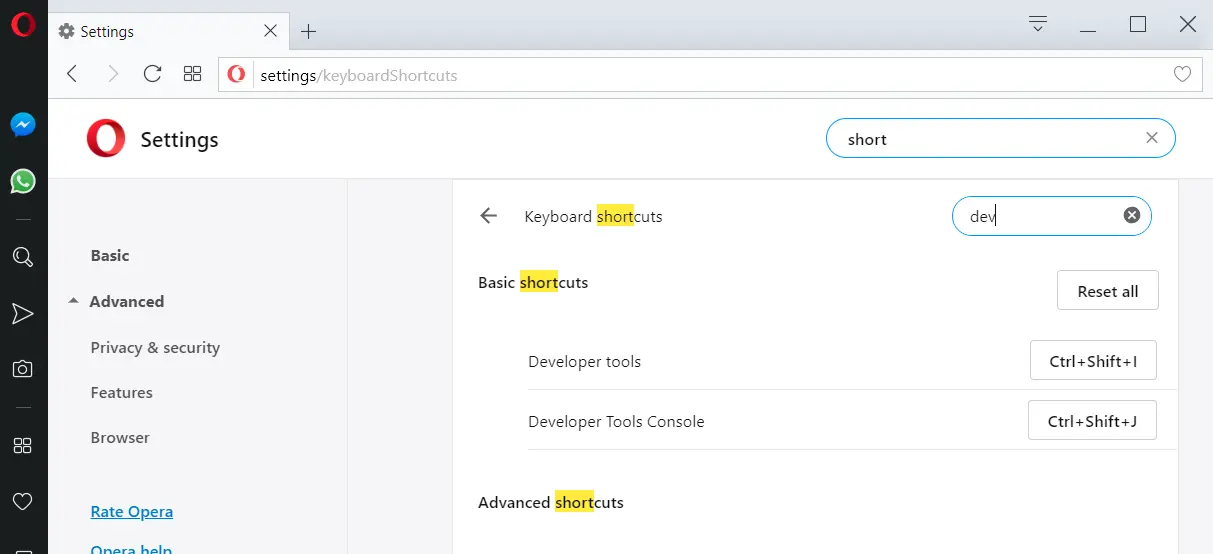 Settings
settings/keyboardShortcuts
Settings
short
Keyboard shortcuts
dev
Basic shortcuts
Reset all
Developer tools
Ctrl+Shift+I
Developer Tools Console
Ctrl+Shift+J
Advanced shortcuts
Basic
Advanced
Privacy & security
Features
Browser
Rate Opera
Opera help